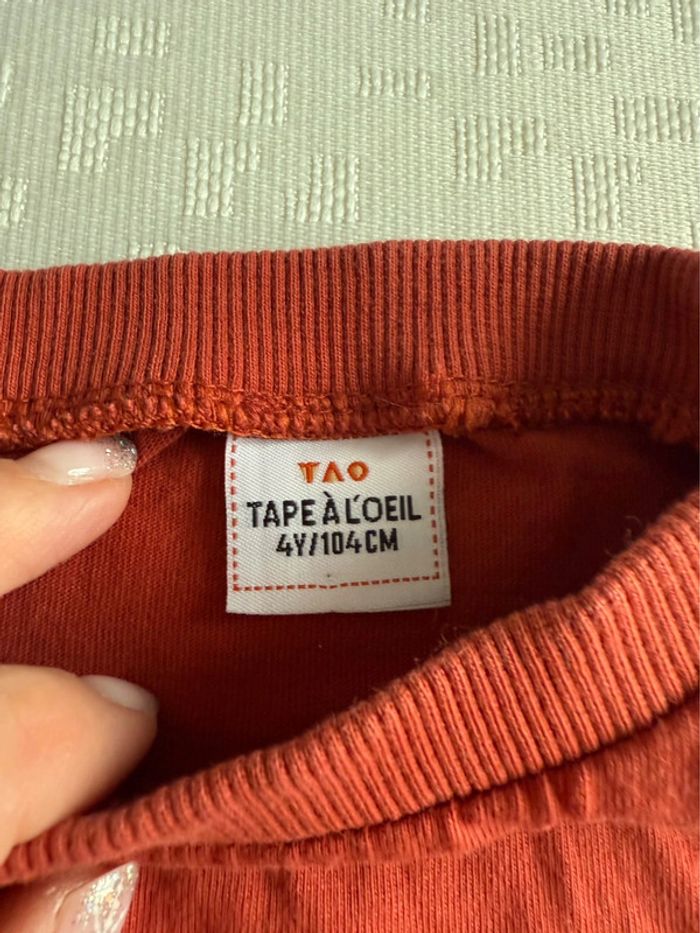 TAO
TAPE À L'OEIL
4Y/104CM